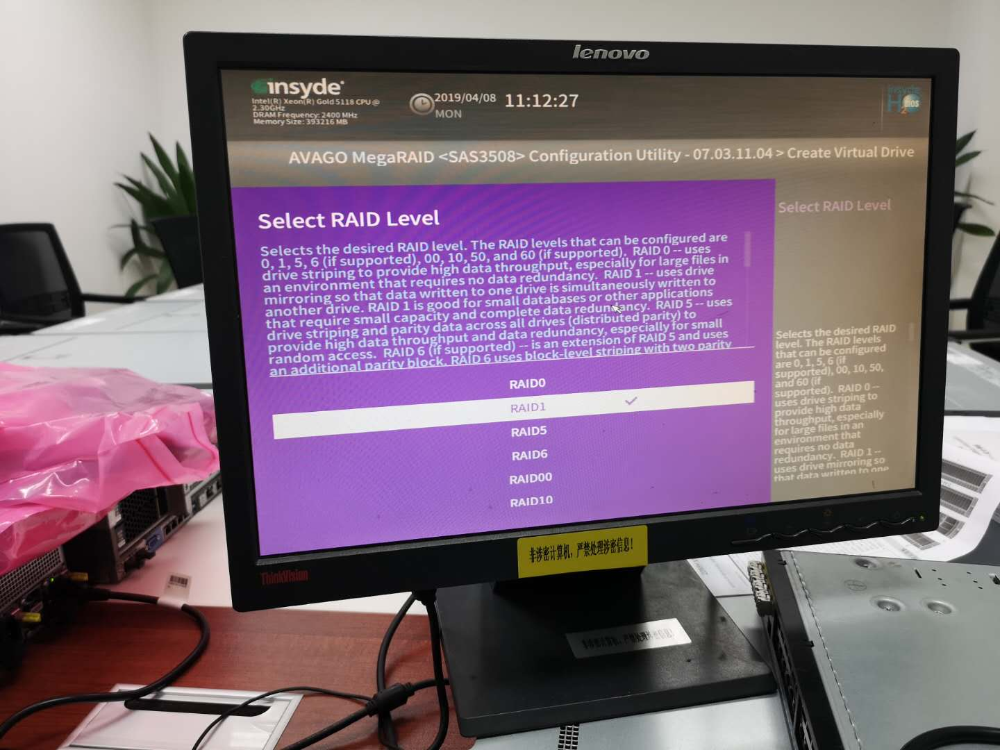 lenovo
insyde
Intel(R) Xeon(R) Gold 5118 CPU @
2.30GHz
DRAM Frequency: 2400 MHz
Memory Size: 393216 MB
2019/04/08
MON
11:12:27
insyde
H2O
BIOS
AVAGO MegaRAID <SAS3508> Configuration Utility - 07.03.11.04 > Create Virtual Drive
Select RAID Level
Selects the desired RAID level. The RAID levels that can be configured are
0, 1, 5, 6 (if supported), 00, 10, 50, and 60 (if supported).  RAID 0 -- uses
drive striping to provide high data throughput, especially for large files in
an environment that requires no data redundancy.  RAID 1 -- uses drive
mirroring so that data written to one drive is simultaneously written to
another drive. RAID 1 is good for small databases or other applications
that require small capacity and complete data redundancy.  RAID 5 -- uses
drive striping and parity data across all drives (distributed parity) to
provide high data throughput and data redundancy, especially for small
random access.  RAID 6 (if supported) -- is an extension of RAID 5 and uses
an additional parity block. RAID 6 uses block-level striping with two parity
RAID0
RAID1
RAID5
RAID6
RAID00
RAID10
Select RAID Level
Selects the desired RAID
level. The RAID levels
that can be configured
are 0, 1, 5, 6 (if
supported), 00, 10, 50,
and 60 (if
supported).  RAID 0 --
uses drive striping to
provide high data
throughput, especially
for large files in an
environment that
requires no data
redundancy.  RAID 1 --
uses drive mirroring so
that data written to one
ThinkVision
非涉密计算机，严禁处理涉密信息！
非涉密计算机，严禁处理涉密信息！